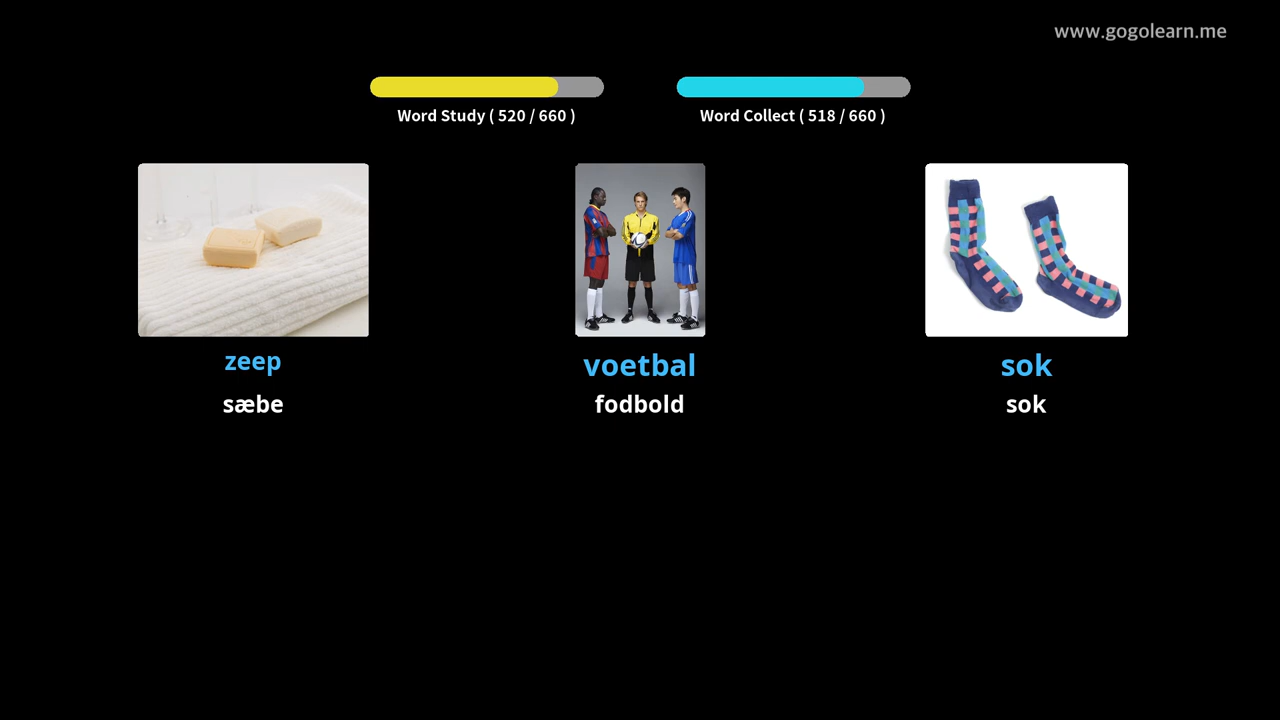 www.gogolearn.me
Word Study ( 520 / 660 )
Word Collect ( 518 / 660 )
zeep
voetbal
sok
sæbe
fodbold
sok